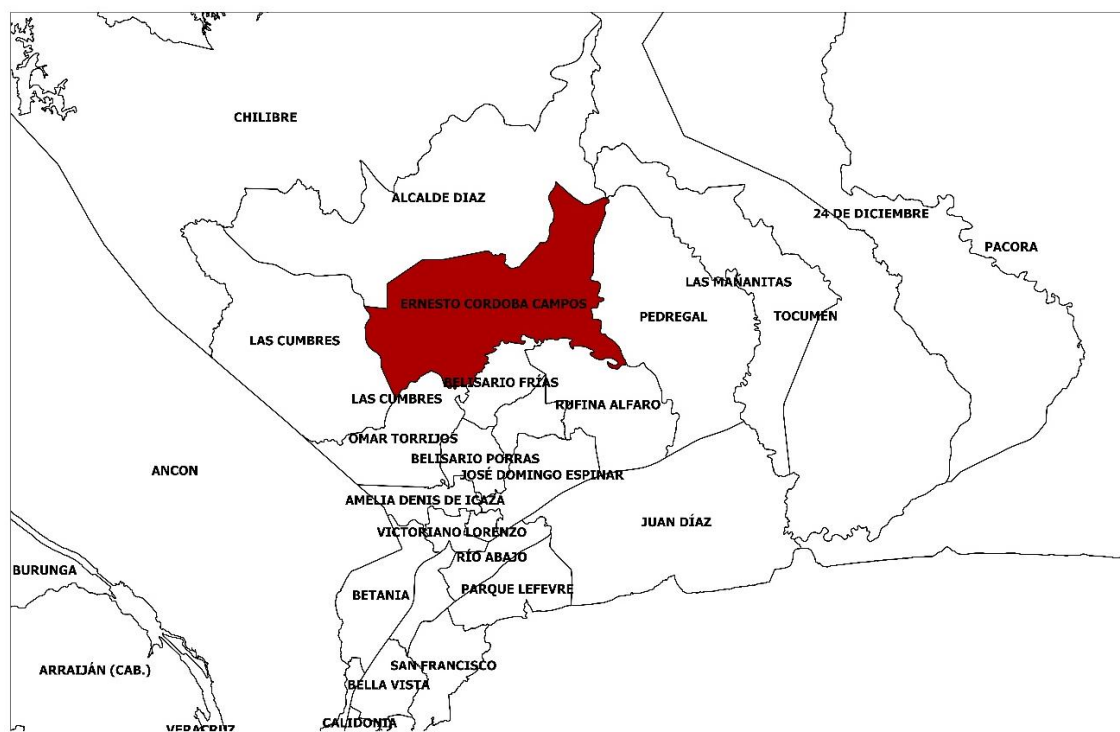 CHILIBRE
ALCALDE DIAZ
24 DE DICIEMBRE
PACORA
LAS MAÑANITAS
ERNESTO CORDOBA CAMPOS
PEDREGAL
TOCUMEN
LAS CUMBRES
BELISARIO FRÍAS
LAS CUMBRES
RUFINA ALFARO
OMAR TORRIJOS
BELISARIO PORRAS
ANCON
JOSÉ DOMINGO ESPINAR
AMELIA DENIS DE ICAZA
JUAN DÍAZ
VICTORIANO LORENZO
RÍO ABAJO
BURUNGA
PARQUE LEFEVRE
BETANIA
SAN FRANCISCO
ARRAIJÁN (CAB.)
BELLA VISTA
CALIDONIA
VERACRUZ